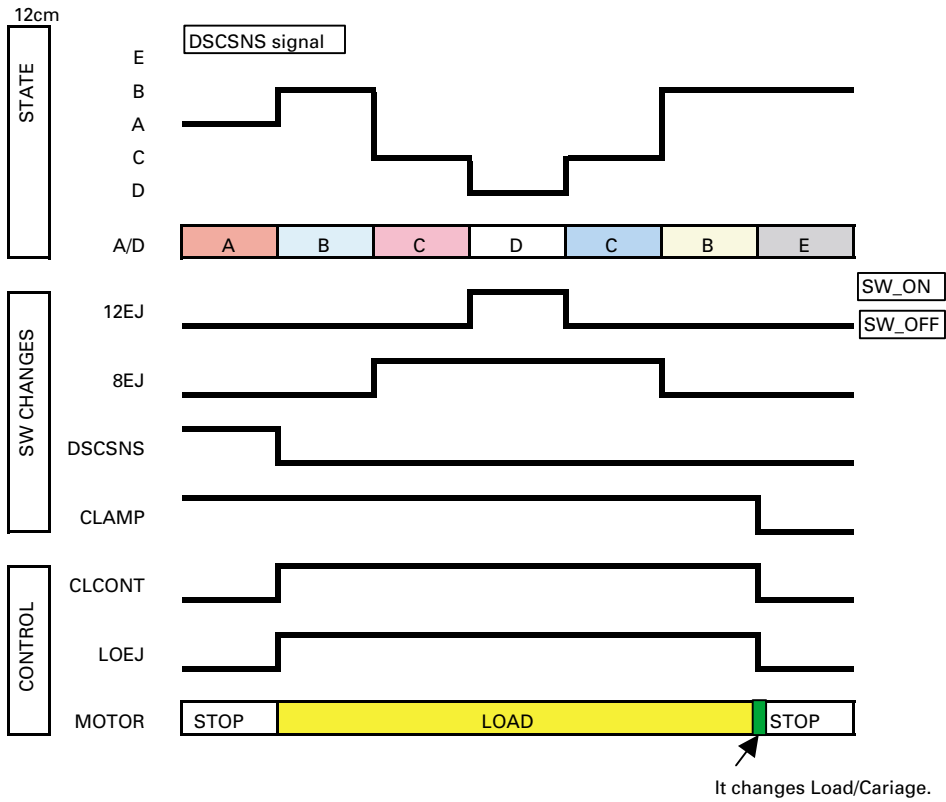 12cm
STATE
DSCSNS signal
E
B
A
C
D
A/D A B C D C B E
SW CHANGES
SW_ON
12EJ
SW_OFF
8EJ
DSCSNS
CLAMP
CONTROL
CLCONT
LOEJ
MOTOR STOP LOAD STOP
It changes Load/Cariage.